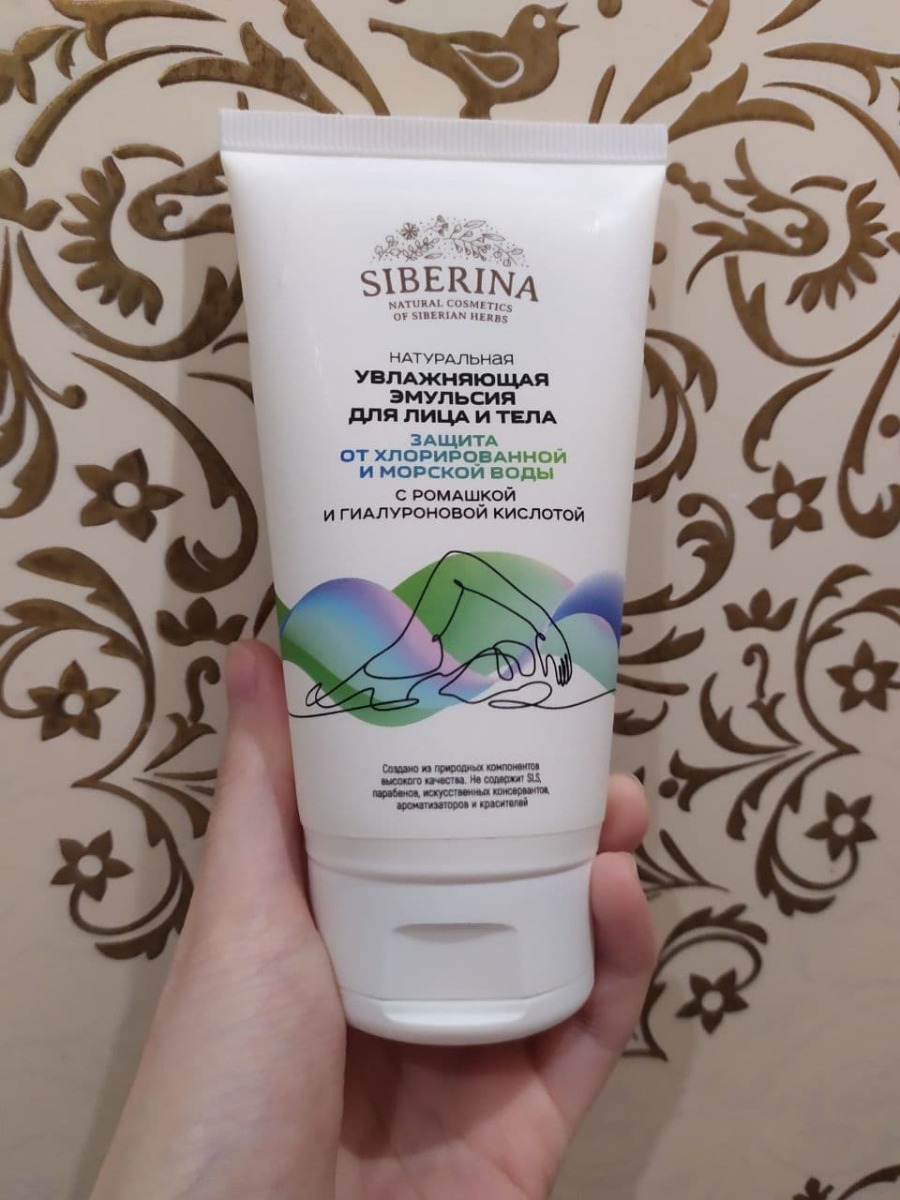 SIBERINA
NATURAL COSMETICS
OF SIBERIAN HERBS
НАТУРАЛЬНАЯ
УВЛАЖНЯЮЩАЯ
ЭМУЛЬСИЯ
ДЛЯ ЛИЦА И ТЕЛА
ЗАЩИТА
ОТ ХЛОРИРОВАННОЙ
И МОРСКОЙ ВОДЫ
С РОМАШКОЙ
И ГИАЛУРОНОВОЙ КИСЛОТОЙ
Создано из природных компонентов
высокого качества. Не содержит SLS,
парабенов, искусственных консервантов,
ароматизаторов и красителей